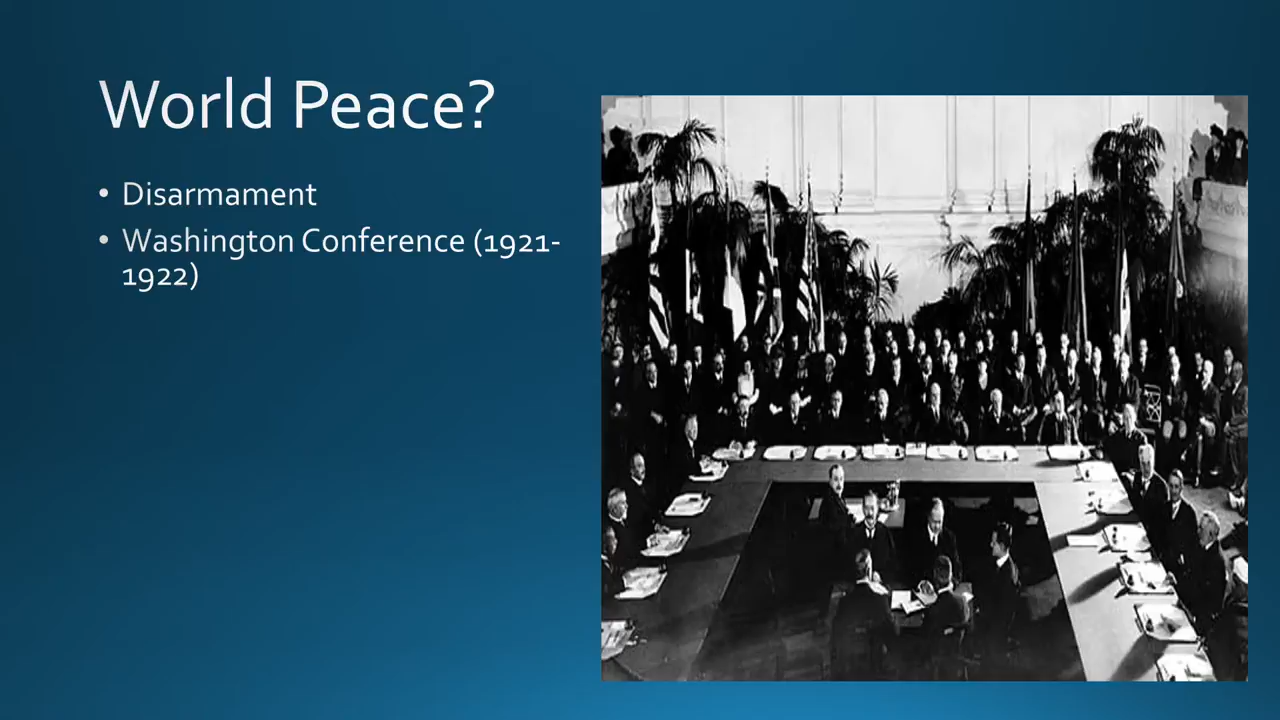 World Peace?
• Disarmament
• Washington Conference (1921-
1922)